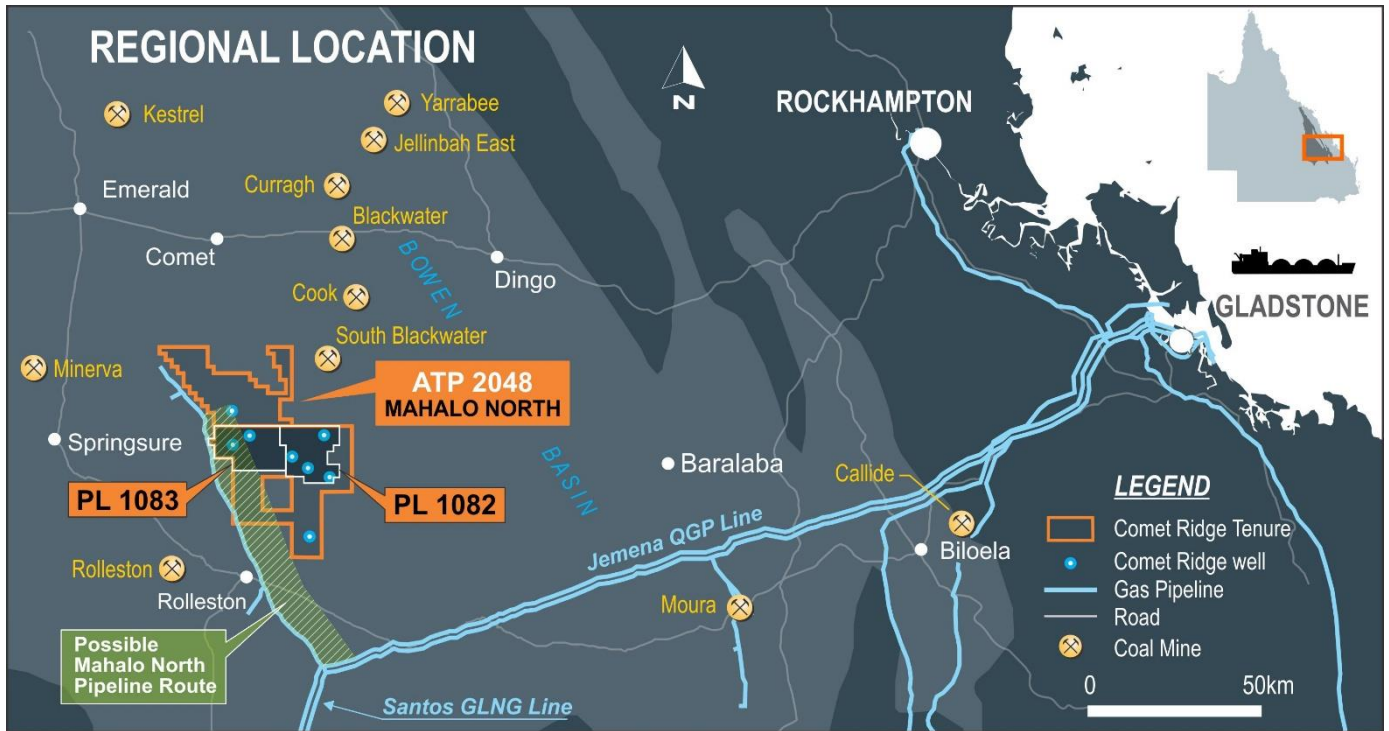 REGIONAL LOCATION
N
Kestrel
Yarrabee
Jellinbah East
ROCKHAMPTON
Emerald
Curragh
Blackwater
Comet
BOWEN
Dingo
Cook
GLADSTONE
South Blackwater
Minerva
ATP 2048
MAHALO NORTH
Springsure
BASIN
Baralaba
PL 1083
PL 1082
Callide
Jemena QGP Line
Biloela
Rolleston
Rolleston
Moura
Possible
Mahalo North
Pipeline Route
Santos GLNG Line
LEGEND
Comet Ridge Tenure
Comet Ridge well
Gas Pipeline
Road
Coal Mine
0 50km